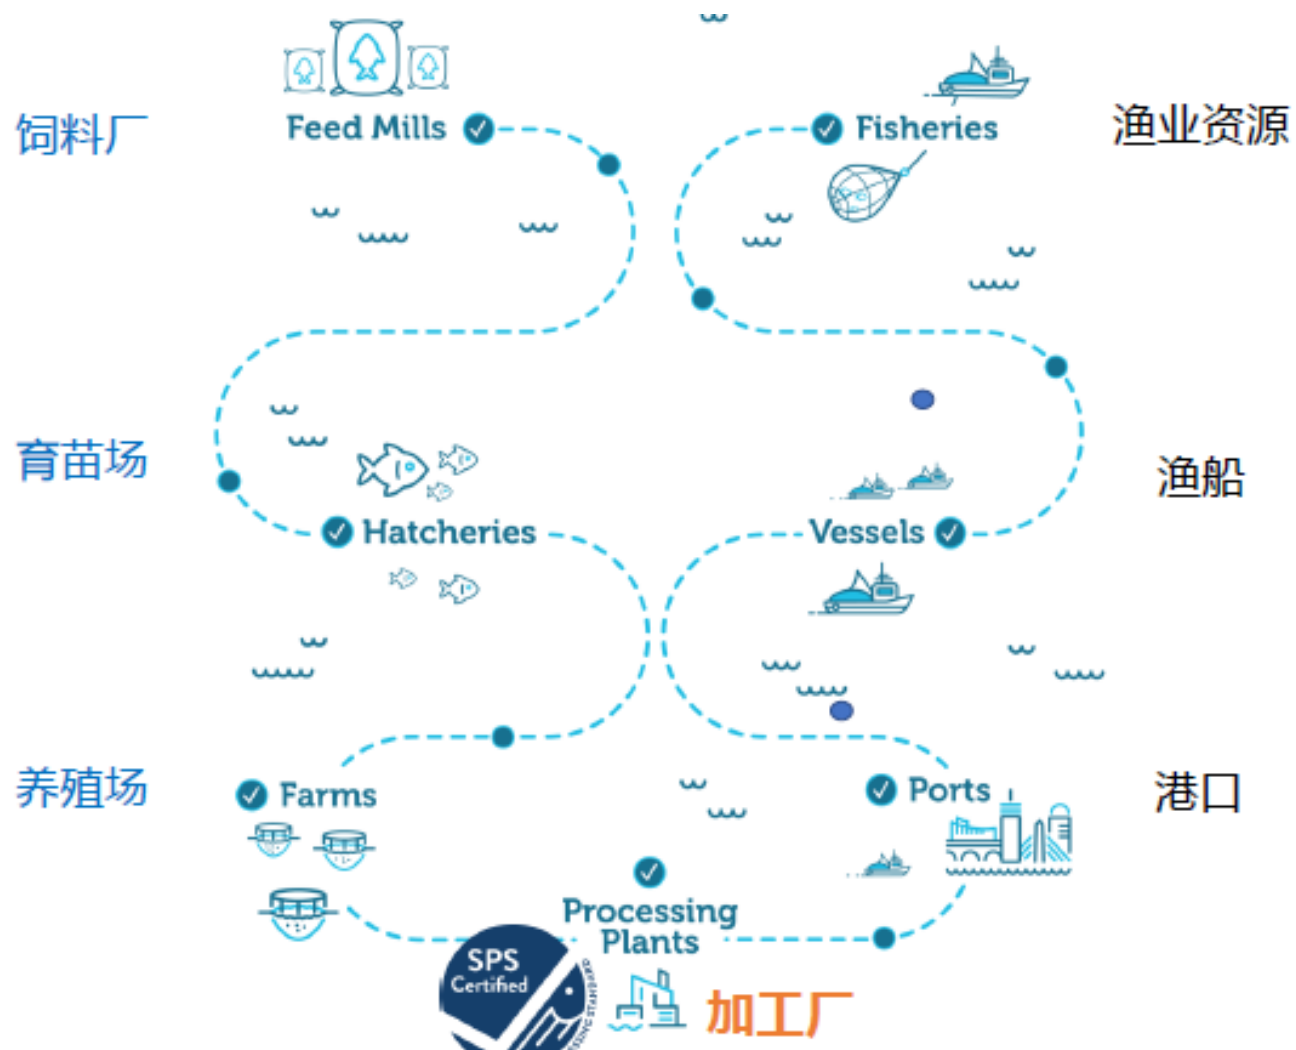 饲料厂
Feed Mills
Fisheries
渔业资源
育苗场
Hatcheries
Vessels
渔船
养殖场
Farms
Ports
港口
Processing
Plants
SPS
Certified
加工厂